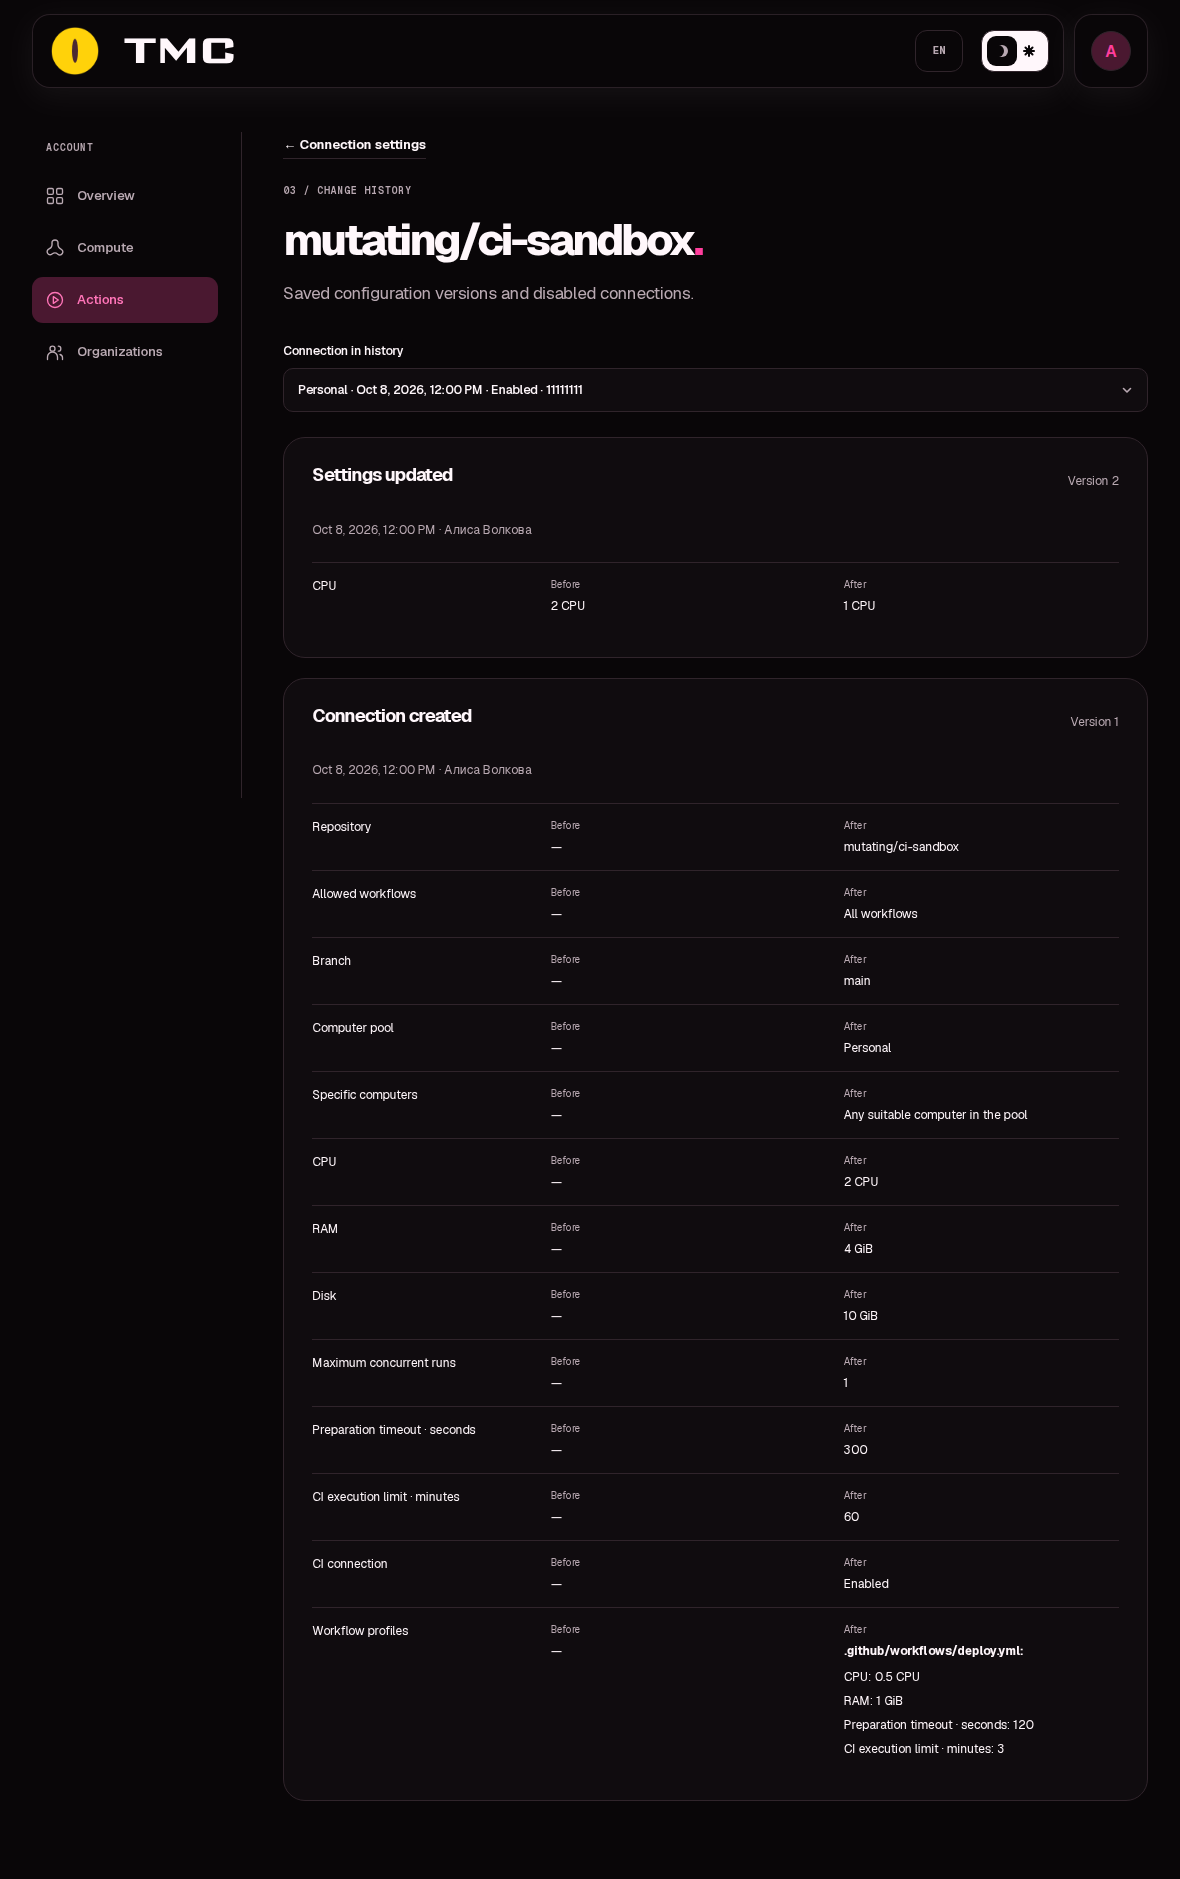 TMC
EN
A
ACCOUNT
Overview
Compute
Actions
Organizations
← Connection settings
03 / CHANGE HISTORY
mutating/ci-sandbox.
Saved configuration versions and disabled connections.
Connection in history
Personal · Oct 8, 2026, 12:00 PM · Enabled · 11111111
Settings updated
Version 2
Oct 8, 2026, 12:00 PM · Алиса Волкова
CPU
Before
2 CPU
After
1 CPU
Connection created
Version 1
Oct 8, 2026, 12:00 PM · Алиса Волкова
Repository
Before
—
After
mutating/ci-sandbox
Allowed workflows
Before
—
After
All workflows
Branch
Before
—
After
main
Computer pool
Before
—
After
Personal
Specific computers
Before
—
After
Any suitable computer in the pool
CPU
Before
—
After
2 CPU
RAM
Before
—
After
4 GiB
Disk
Before
—
After
10 GiB
Maximum concurrent runs
Before
—
After
1
Preparation timeout · seconds
Before
—
After
300
CI execution limit · minutes
Before
—
After
60
CI connection
Before
—
After
Enabled
Workflow profiles
Before
—
After
.github/workflows/deploy.yml:
CPU: 0.5 CPU
RAM: 1 GiB
Preparation timeout · seconds: 120
CI execution limit · minutes: 3